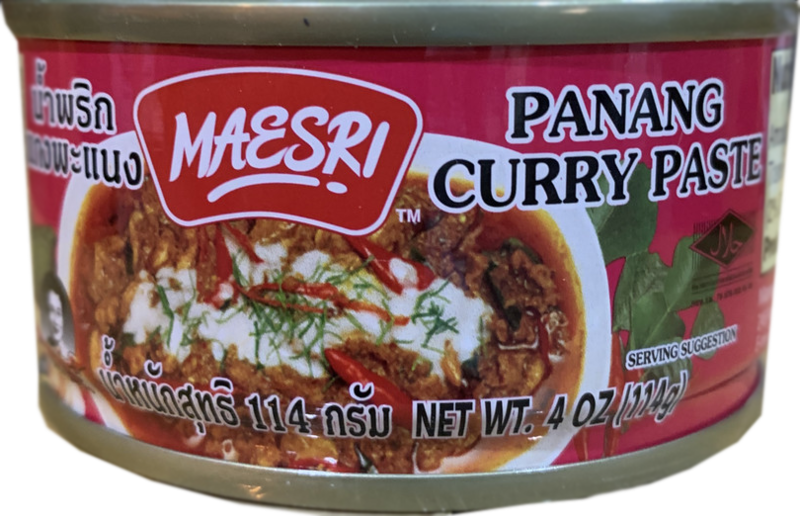 น้ำพริก
แกงพะแนง
MAESRI
TM
PANANG
CURRY PASTE
SERVING SUGGESTION
น้ำหนักสุทธิ 114 กรัม NET WT. 4 OZ (114g)